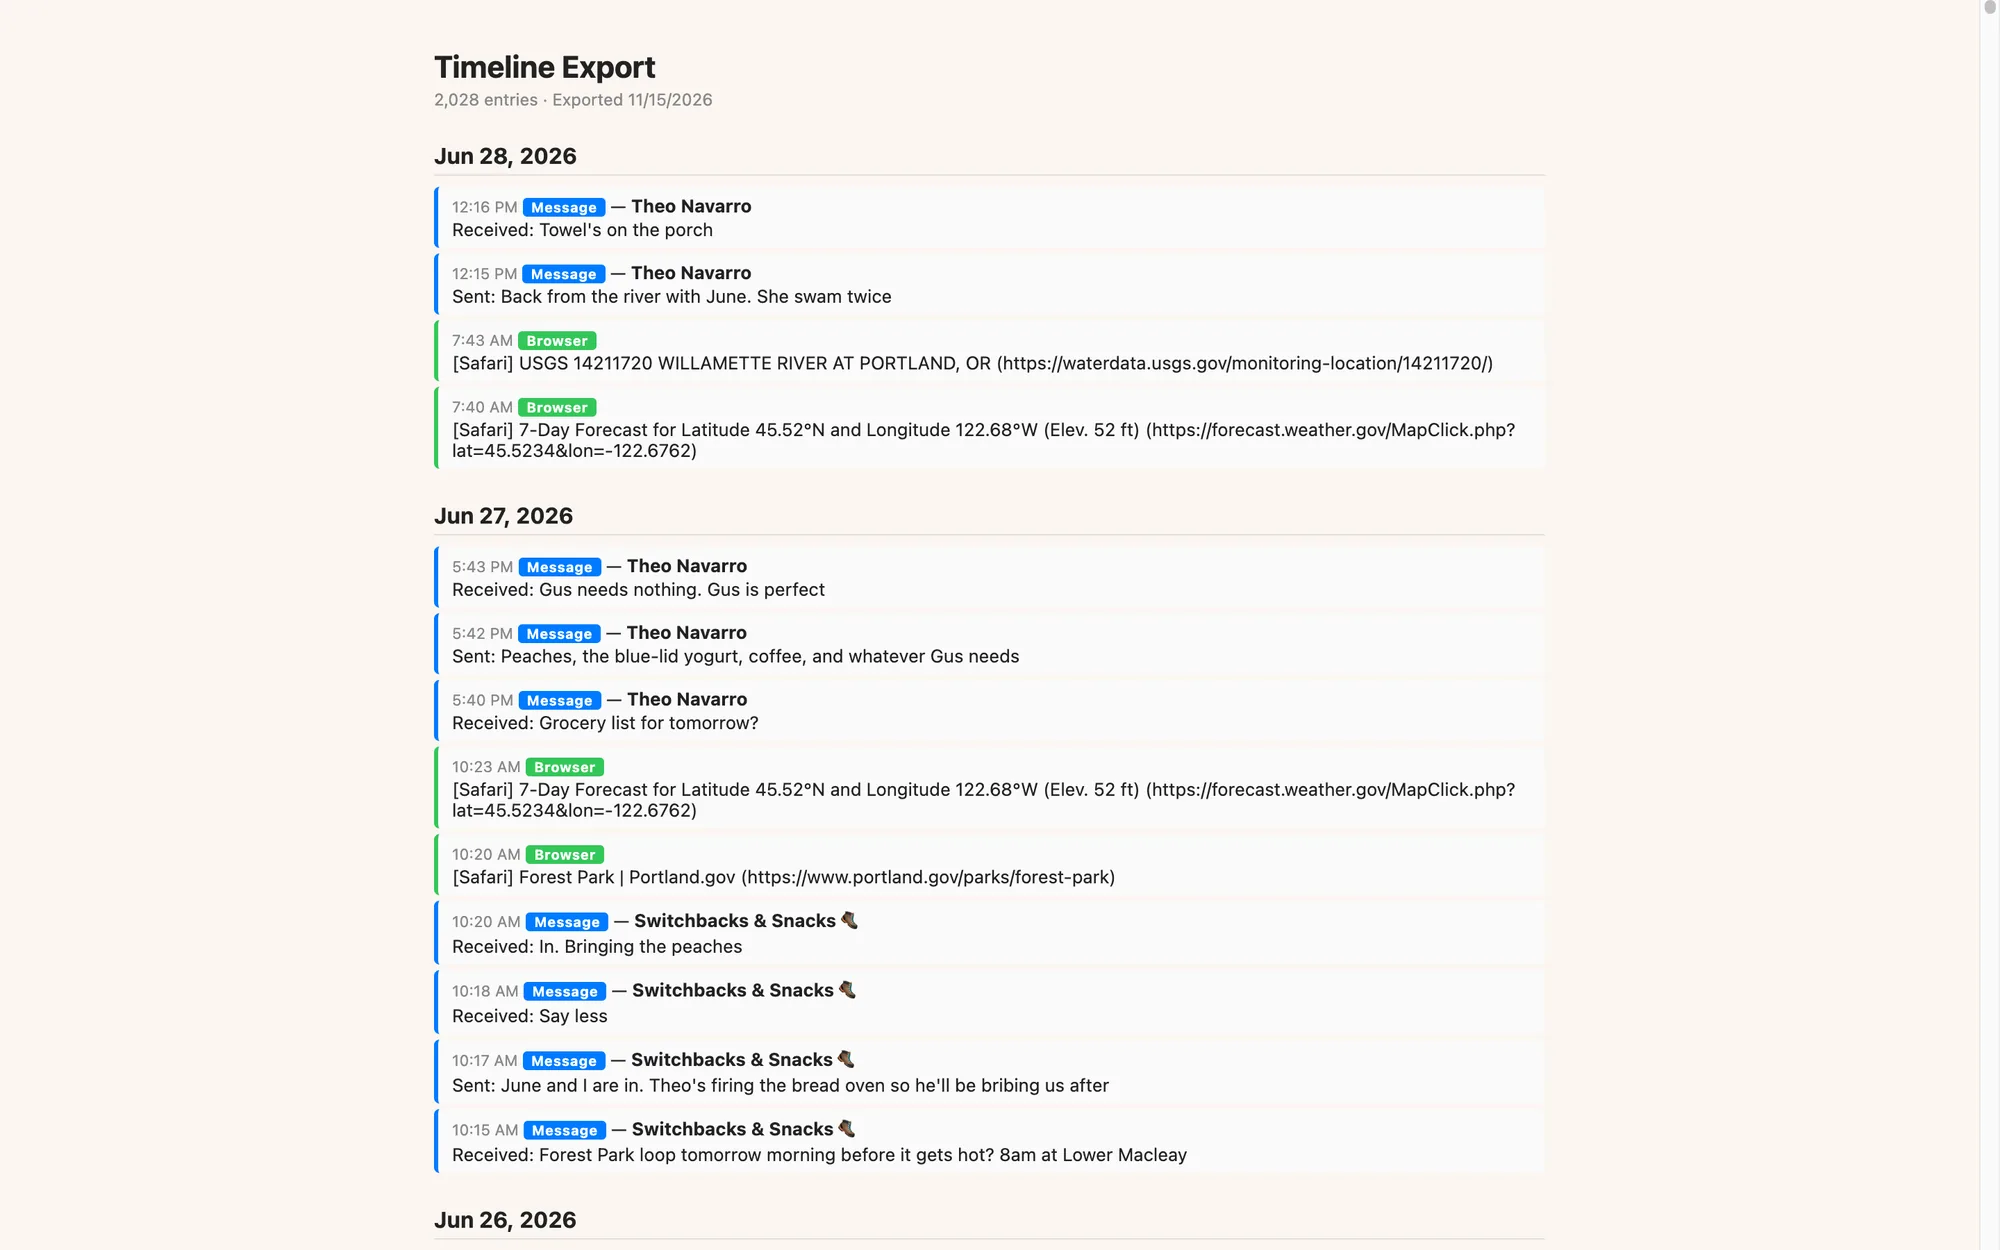 Timeline Export
2,028 entries · Exported 11/15/2026
Jun 28, 2026
12:16 PM Message — Theo Navarro
Received: Towel's on the porch
12:15 PM Message — Theo Navarro
Sent: Back from the river with June. She swam twice
7:43 AM Browser
[Safari] USGS 14211720 WILLAMETTE RIVER AT PORTLAND, OR (https://waterdata.usgs.gov/monitoring-location/14211720/)
7:40 AM Browser
[Safari] 7-Day Forecast for Latitude 45.52°N and Longitude 122.68°W (Elev. 52 ft) (https://forecast.weather.gov/MapClick.php?
lat=45.5234&lon=-122.6762)
Jun 27, 2026
5:43 PM Message — Theo Navarro
Received: Gus needs nothing. Gus is perfect
5:42 PM Message — Theo Navarro
Sent: Peaches, the blue-lid yogurt, coffee, and whatever Gus needs
5:40 PM Message — Theo Navarro
Received: Grocery list for tomorrow?
10:23 AM Browser
[Safari] 7-Day Forecast for Latitude 45.52°N and Longitude 122.68°W (Elev. 52 ft) (https://forecast.weather.gov/MapClick.php?
lat=45.5234&lon=-122.6762)
10:20 AM Browser
[Safari] Forest Park | Portland.gov (https://www.portland.gov/parks/forest-park)
10:20 AM Message — Switchbacks & Snacks 🥾
Received: In. Bringing the peaches
10:18 AM Message — Switchbacks & Snacks 🥾
Received: Say less
10:17 AM Message — Switchbacks & Snacks 🥾
Sent: June and I are in. Theo's firing the bread oven so he'll be bribing us after
10:15 AM Message — Switchbacks & Snacks 🥾
Received: Forest Park loop tomorrow morning before it gets hot? 8am at Lower Macleay
Jun 26, 2026